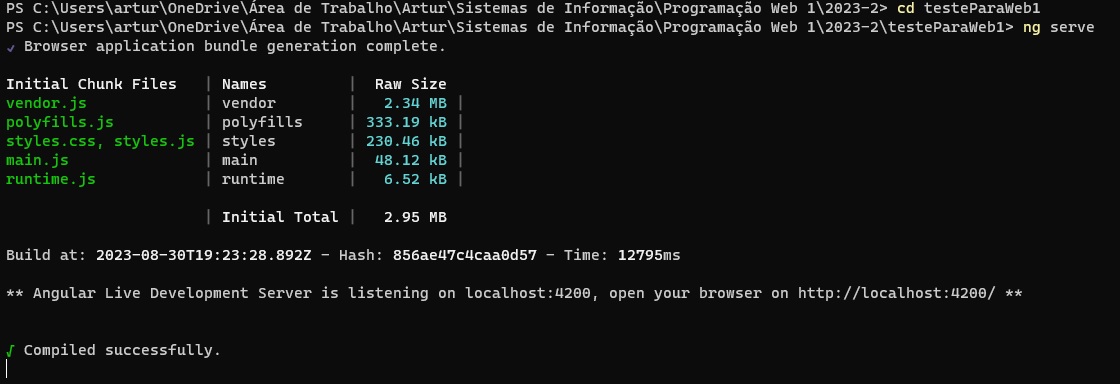 PS C:\Users\artur\OneDrive\Área de Trabalho\Artur\Sistemas de Informação\Programação Web 1\2023-2> cd testeParaWeb1
PS C:\Users\artur\OneDrive\Área de Trabalho\Artur\Sistemas de Informação\Programação Web 1\2023-2\testeParaWeb1> ng serve
✓ Browser application bundle generation complete.
Initial Chunk Files | Names | Raw Size
vendor.js | vendor | 2.34 MB |
polyfills.js | polyfills | 333.19 kB |
styles.css, styles.js | styles | 230.46 kB |
main.js | main | 48.12 kB |
runtime.js | runtime | 6.52 kB |
| Initial Total | 2.95 MB
Build at: 2023-08-30T19:23:28.892Z - Hash: 856ae47c4caa0d57 - Time: 12795ms
** Angular Live Development Server is listening on localhost:4200, open your browser on http://localhost:4200/ **
√ Compiled successfully.